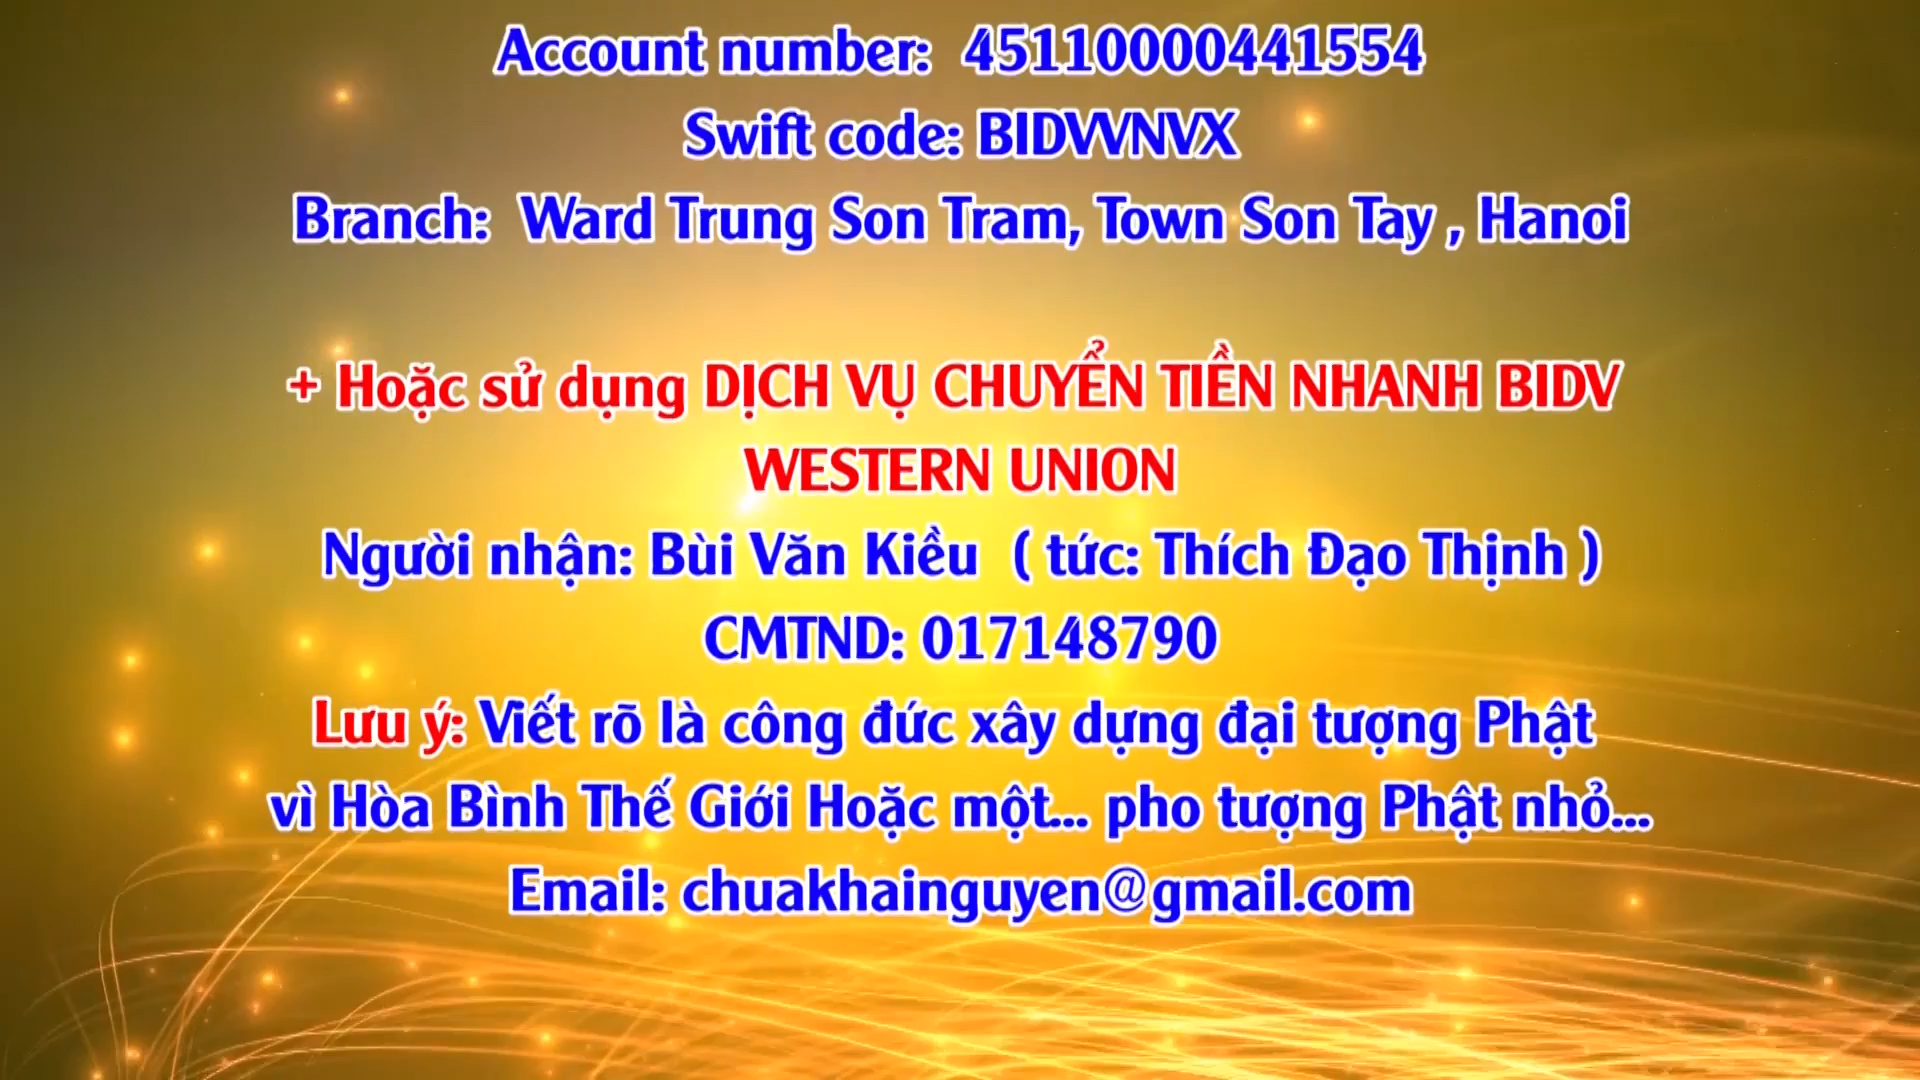 Account number: 45110000441554
Swift code: BIDVVNVX
Branch: Ward Trung Son Tram, Town Son Tay , Hanoi
+ Hoặc sử dụng DỊCH VỤ CHUYỂN TIỀN NHANH BIDV
WESTERN UNION
Người nhận: Bùi Văn Kiều ( tức: Thích Đạo Thịnh )
CMTND: 017148790
Lưu ý: Viết rõ là công đức xây dựng đại tượng Phật
vì Hòa Bình Thế Giới Hoặc một... pho tượng Phật nhỏ...
Email: chuakhainguyen@gmail.com